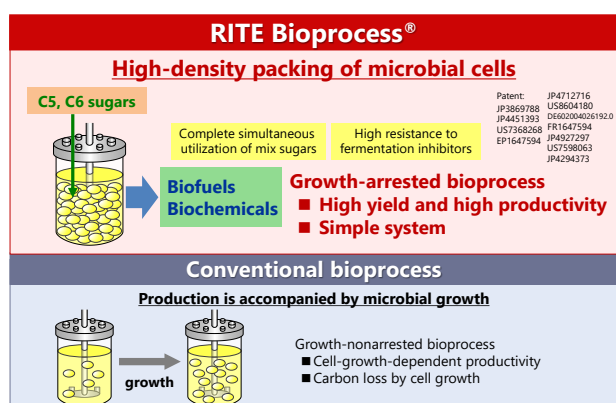 RITE Bioprocess®
High-density packing of microbial cells
C5, C6 sugars
Patent:
JP3869788
JP4451393
US7368268
EP1647594
JP4712716
US8604180
DE602004026192.0
FR1647594
JP4927297
US7598063
JP4294373
Complete simultaneous
utilization of mix sugars
High resistance to
fermentation inhibitors
Biofuels
Biochemicals
Growth-arrested bioprocess
■ High yield and high productivity
■ Simple system
Conventional bioprocess
Production is accompanied by microbial growth
growth
Growth-nonarrested bioprocess
■ Cell-growth-dependent productivity
■ Carbon loss by cell growth